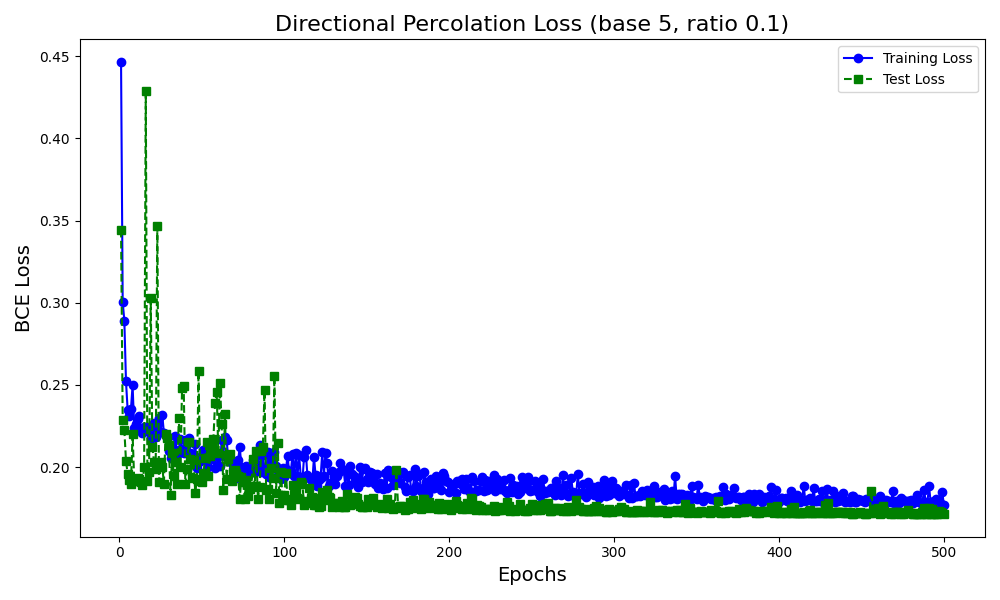 Directional Percolation Loss (base 5, ratio 0.1)
Training Loss
Test Loss
BCE Loss
0.45
0.40
0.35
0.30
0.25
0.20
0 100 200 300 400 500
Epochs